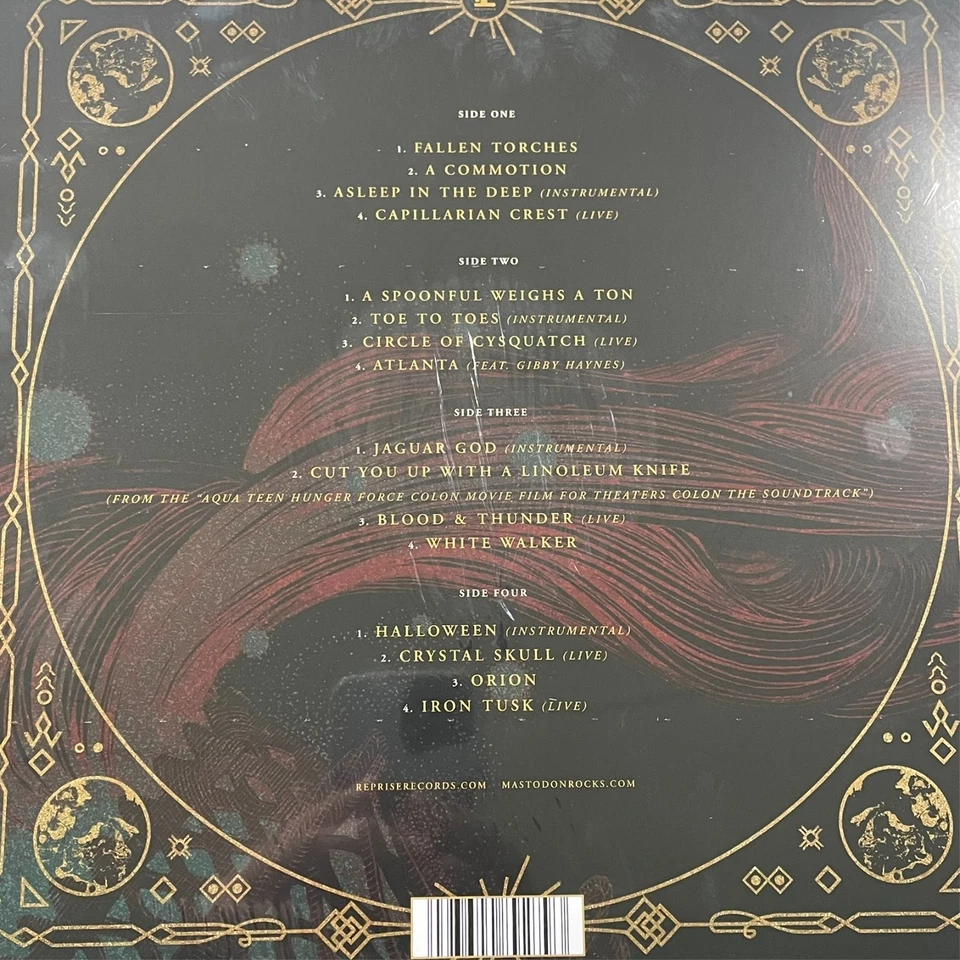 SIDE ONE
1. FALLEN TORCHES
2. A COMMOTION
3. ASLEEP IN THE DEEP (INSTRUMENTAL)
4. CAPILLARIAN CREST (LIVE)
SIDE TWO
1. A SPOONFUL WEIGHS A TON
2. TOE TO TOES (INSTRUMENTAL)
3. CIRCLE OF CYSQUATCH (LIVE)
4. ATLANTA (FEAT. GIBBY HAYNES)
SIDE THREE
1. JAGUAR GOD (INSTRUMENTAL)
2. CUT YOU UP WITH A LINOLEUM KNIFE
(FROM THE "AQUA TEEN HUNGER FORCE COLON MOVIE FILM FOR THEATERS COLON THE SOUNDTRACK")
3. BLOOD & THUNDER (LIVE)
4. WHITE WALKER
SIDE FOUR
1. HALLOWEEN (INSTRUMENTAL)
2. CRYSTAL SKULL (LIVE)
3. ORION
4. IRON TUSK (LIVE)
REPRISERECORDS.COM MASTODONROCKS.COM